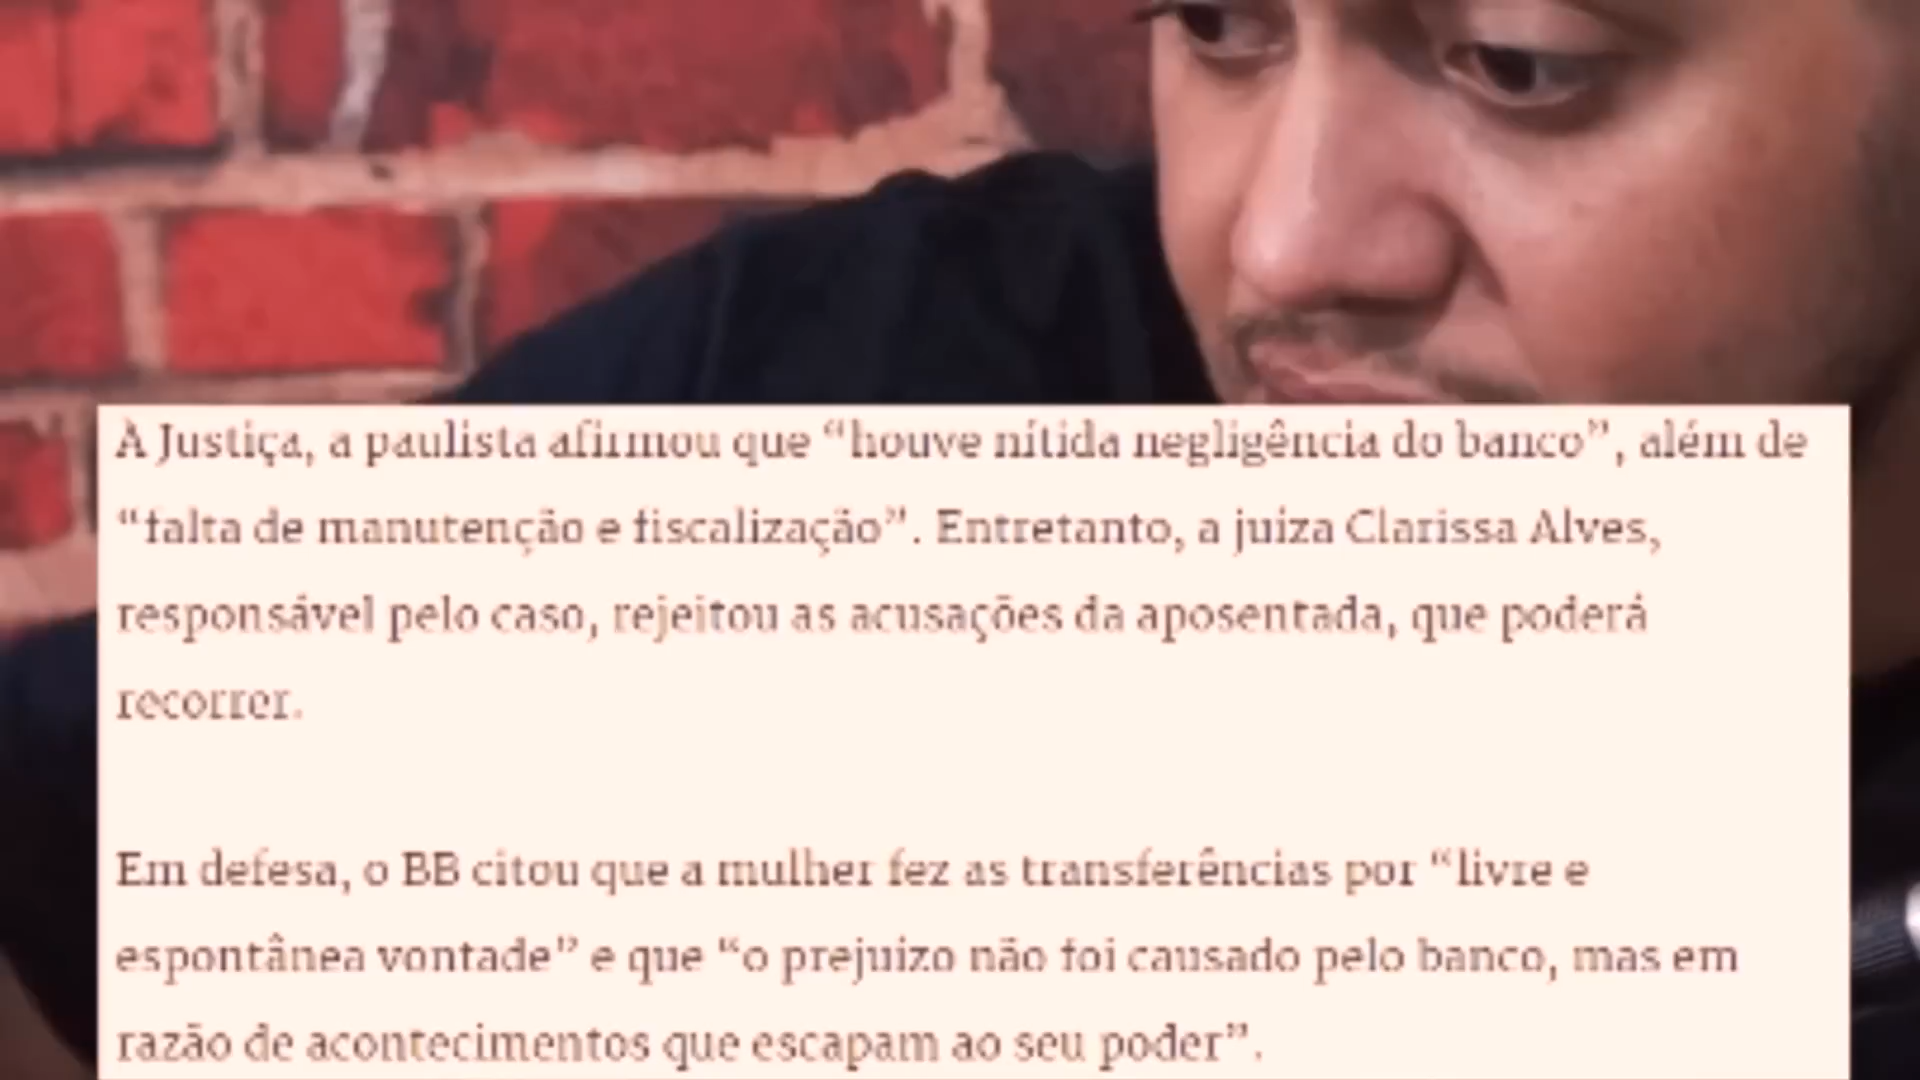 À Justiça, a paulista afirmou que “houve nítida negligência do banco”, além de
“falta de manutenção e fiscalização”. Entretanto, a juíza Clarissa Alves,
responsável pelo caso, rejeitou as acusações da aposentada, que poderá
recorrer.
Em defesa, o BB citou que a mulher fez as transferências por “livre e
espontânea vontade” e que “o prejuízo não foi causado pelo banco, mas em
razão de acontecimentos que escapam ao seu poder”.